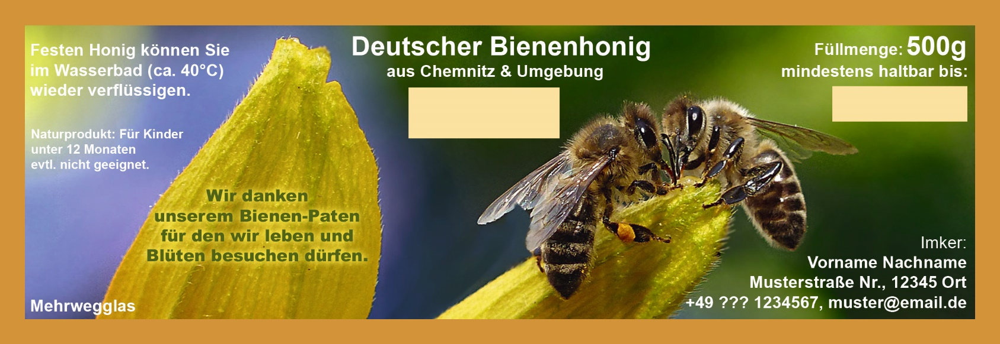 Festen Honig können Sie
im Wasserbad (ca. 40°C)
wieder verflüssigen.
Naturprodukt: Für Kinder
unter 12 Monaten
evtl. nicht geeignet.
Wir danken
unserem Bienen-Paten
für den wir leben und
Blüten besuchen dürfen.
Mehrwegglas
Deutscher Bienenhonig
aus Chemnitz & Umgebung
Füllmenge: 500g
mindestens haltbar bis:
Imker:
Vorname Nachname
Musterstraße Nr., 12345 Ort
+49 ??? 1234567, muster@email.de